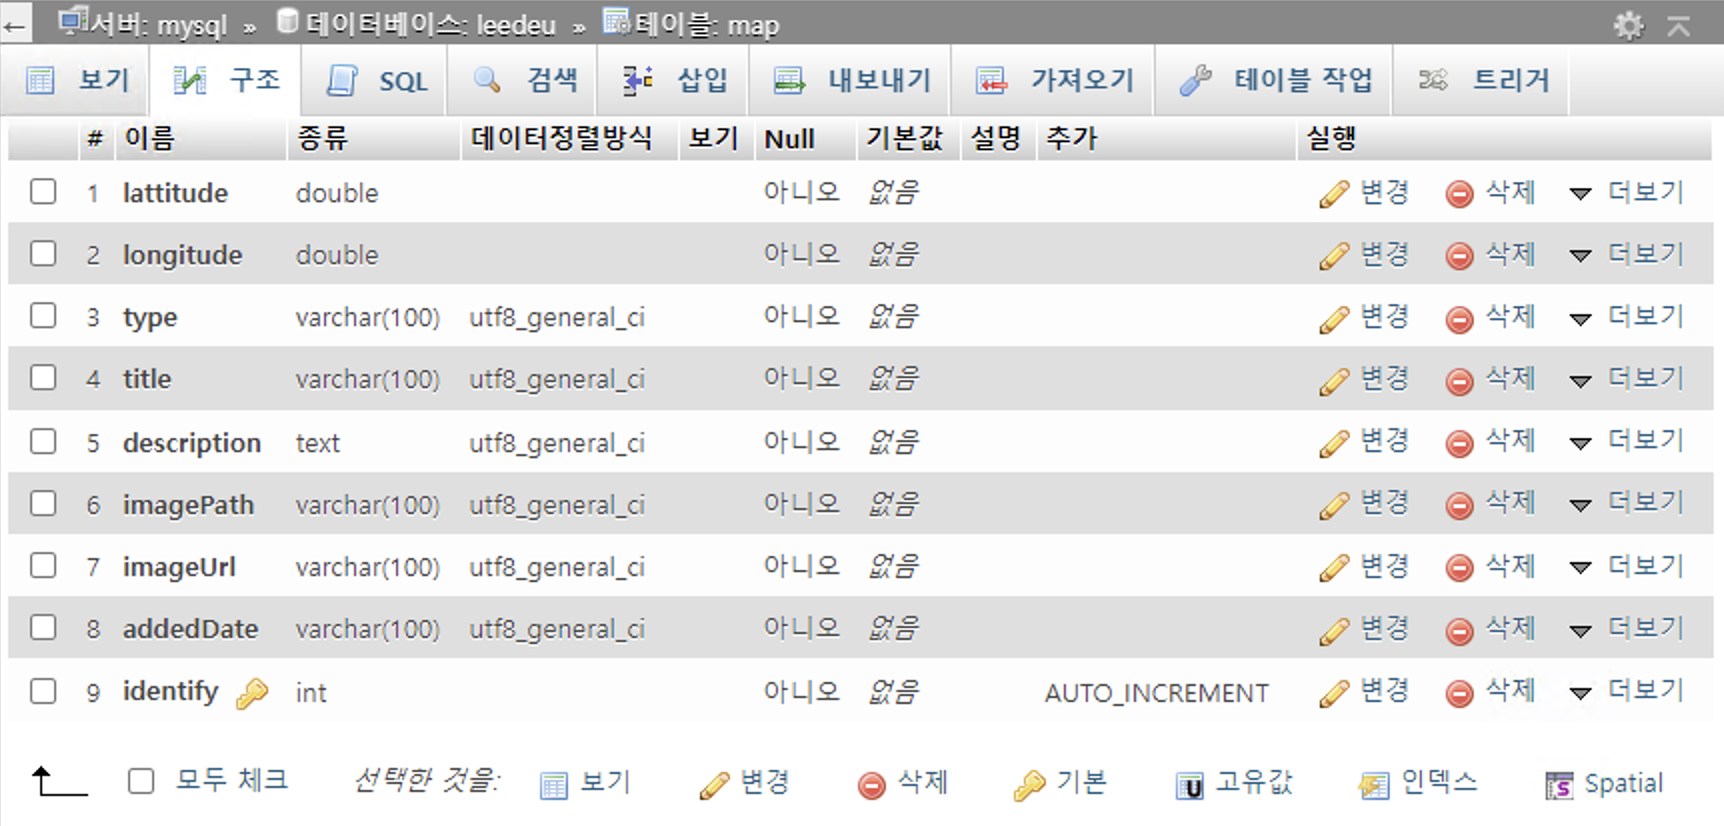 ← 서버: mysql » 데이터베이스: leedeu » 테이블: map
보기 구조 SQL 검색 삽입 내보내기 가져오기 테이블 작업 트리거
# 이름 종류 데이터정렬방식 보기 Null 기본값 설명 추가 실행
1 lattitude double 아니오 없음 변경 삭제 더보기
2 longitude double 아니오 없음 변경 삭제 더보기
3 type varchar(100) utf8_general_ci 아니오 없음 변경 삭제 더보기
4 title varchar(100) utf8_general_ci 아니오 없음 변경 삭제 더보기
5 description text utf8_general_ci 아니오 없음 변경 삭제 더보기
6 imagePath varchar(100) utf8_general_ci 아니오 없음 변경 삭제 더보기
7 imageUrl varchar(100) utf8_general_ci 아니오 없음 변경 삭제 더보기
8 addedDate varchar(100) utf8_general_ci 아니오 없음 변경 삭제 더보기
9 identify int 아니오 없음 AUTO_INCREMENT 변경 삭제 더보기
모두 체크 선택한 것을: 보기 변경 삭제 기본 고유값 인덱스 Spatial